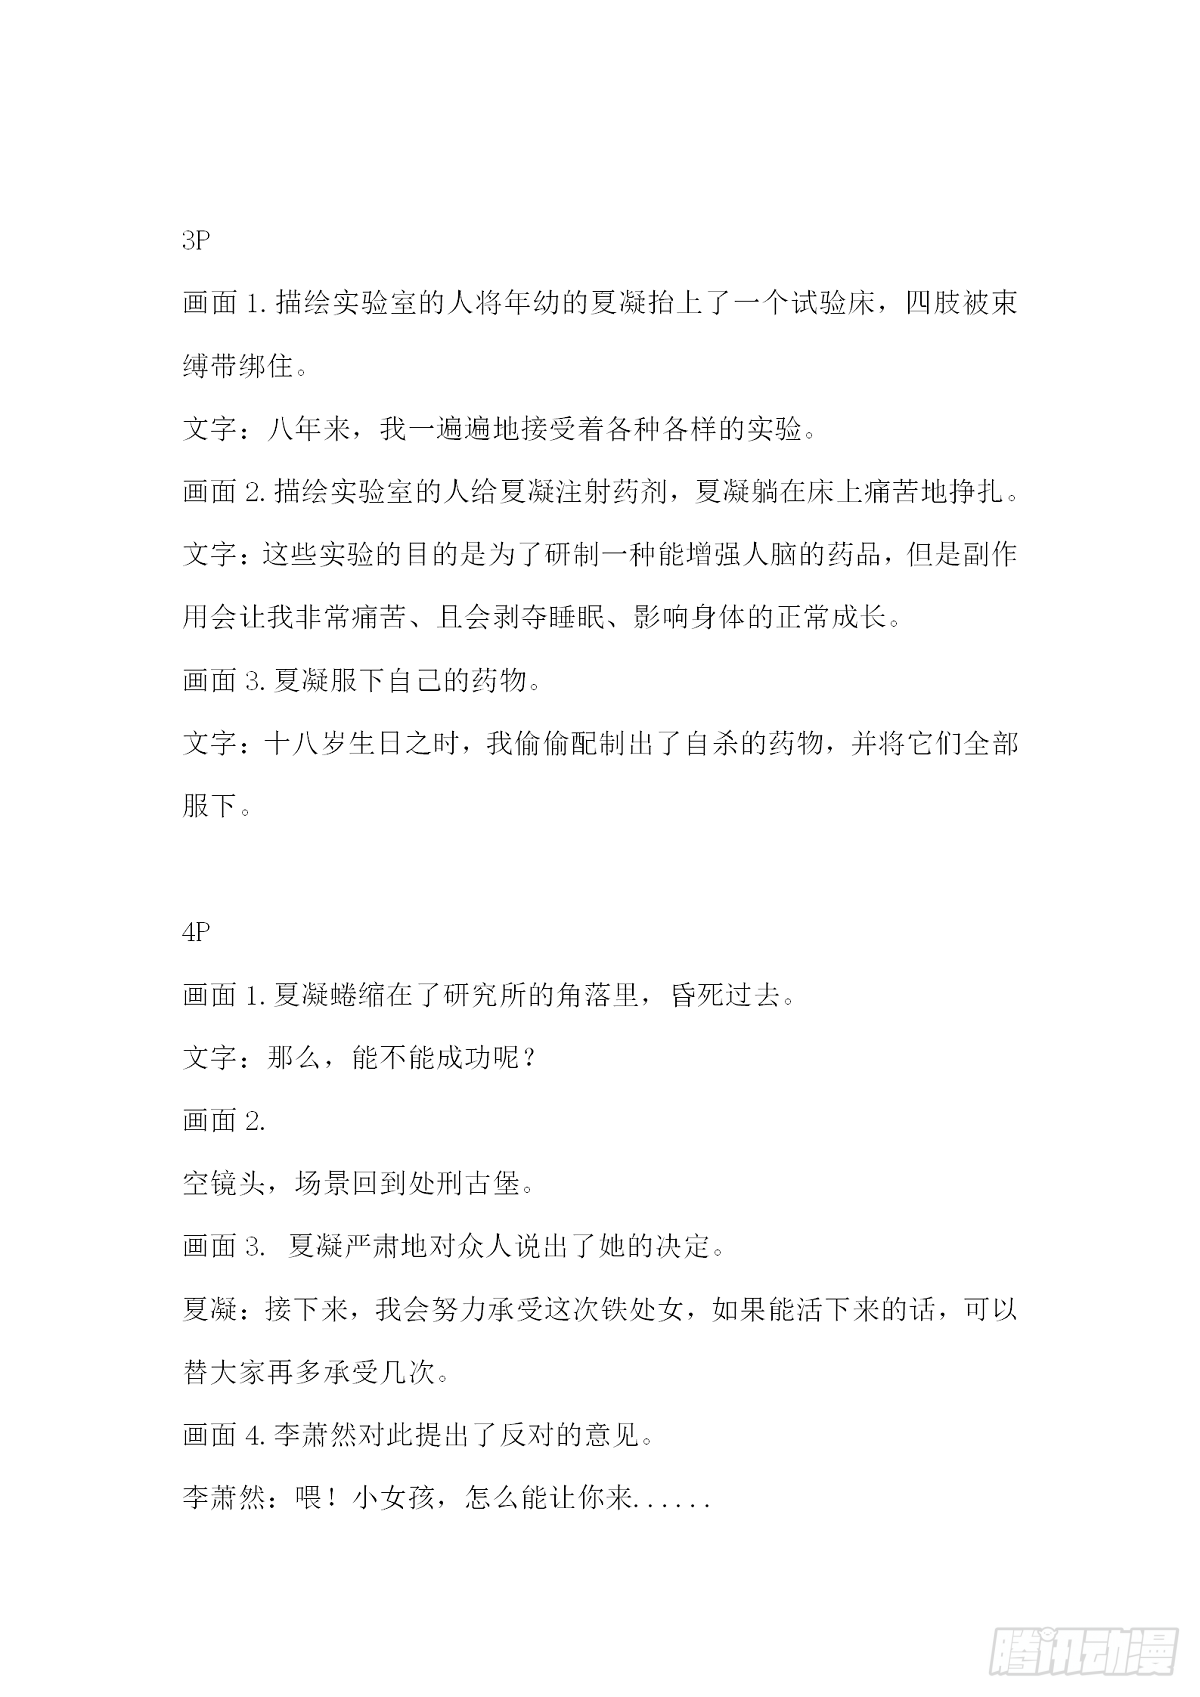 3P
画面1.描绘实验室的人将年幼的夏凝抬上了一个试验床，四肢被束
缚带绑住。
文字：八年来，我一遍遍地接受着各种各样的实验。
画面2.描绘实验室的人给夏凝注射药剂，夏凝躺在床上痛苦地挣扎。
文字：这些实验的目的是为了研制一种能增强人脑的药品，但是副作
用会让我非常痛苦、且会剥夺睡眠、影响身体的正常成长。
画面3.夏凝服下自己的药物。
文字：十八岁生日之时，我偷偷配制出了自杀的药物，并将它们全部
服下。
4P
画面1.夏凝蜷缩在了研究所的角落里，昏死过去。
文字：那么，能不能成功呢？
画面2.
空镜头，场景回到处刑古堡。
画面3. 夏凝严肃地对众人说出了她的决定。
夏凝：接下来，我会努力承受这次铁处女，如果能活下来的话，可以
替大家再多承受几次。
画面4.李萧然对此提出了反对的意见。
李萧然：喂！小女孩，怎么能让你来......
腾讯动漫